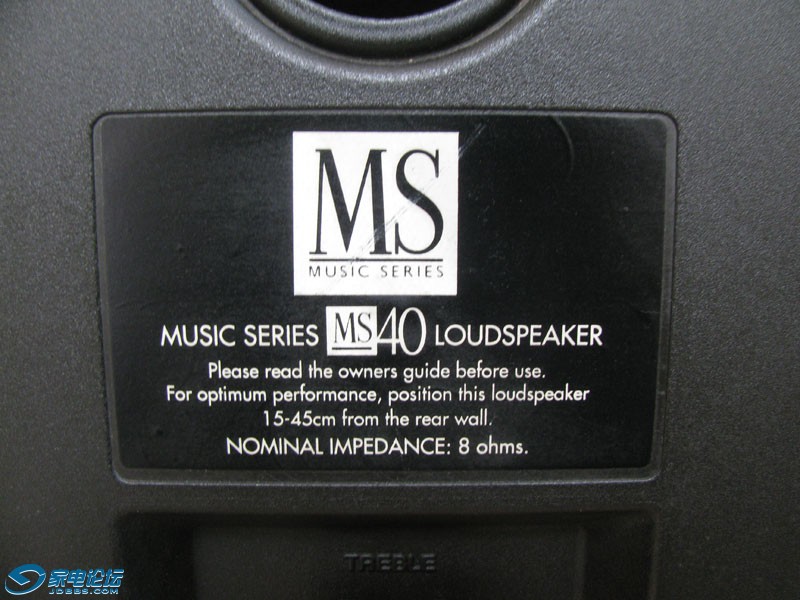 MS
MUSIC SERIES
MUSIC SERIES MS40 LOUDSPEAKER
Please read the owners guide before use.
For optimum performance, position this loudspeaker
15-45cm from the rear wall.
NOMINAL IMPEDANCE: 8 ohms.
TREBLE
家电论坛
JDBBS.COM